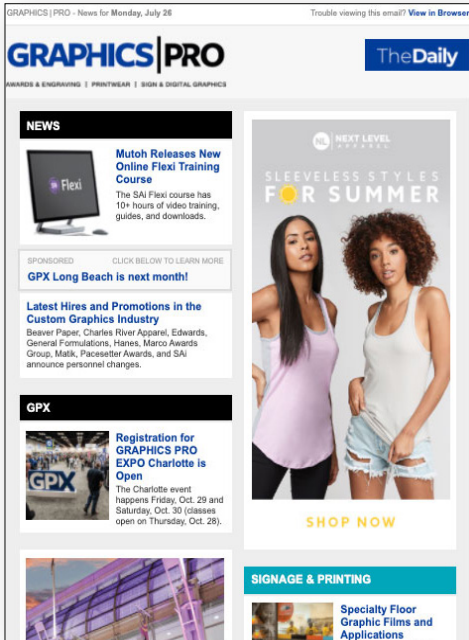 GRAPHICS | PRO - News for Monday, July 26
Trouble viewing this email? View in Browser
GRAPHICS|PRO
AWARDS & ENGRAVING | PRINTWEAR | SIGN & DIGITAL GRAPHICS
TheDaily
NEWS
Flexi
Mutoh Releases New
Online Flexi Training
Course
The SAi Flexi course has
10+ hours of video training,
guides, and downloads.
SPONSORED
CLICK BELOW TO LEARN MORE
GPX Long Beach is next month!
Latest Hires and Promotions in the
Custom Graphics Industry
Beaver Paper, Charles River Apparel, Edwards,
General Formulations, Hanes, Marco Awards
Group, Matik, Pacesetter Awards, and SAi
announce personnel changes.
GPX
GPX
Registration for
GRAPHICS PRO
EXPO Charlotte is
Open
The Charlotte event
happens Friday, Oct. 29 and
Saturday, Oct. 30 (classes
open on Thursday, Oct. 28).
NL NEXT LEVEL
APPAREL
SLEEVELESS STYLES
FOR SUMMER
SHOP NOW
SIGNAGE & PRINTING
Specialty Floor
Graphic Films and
Applications